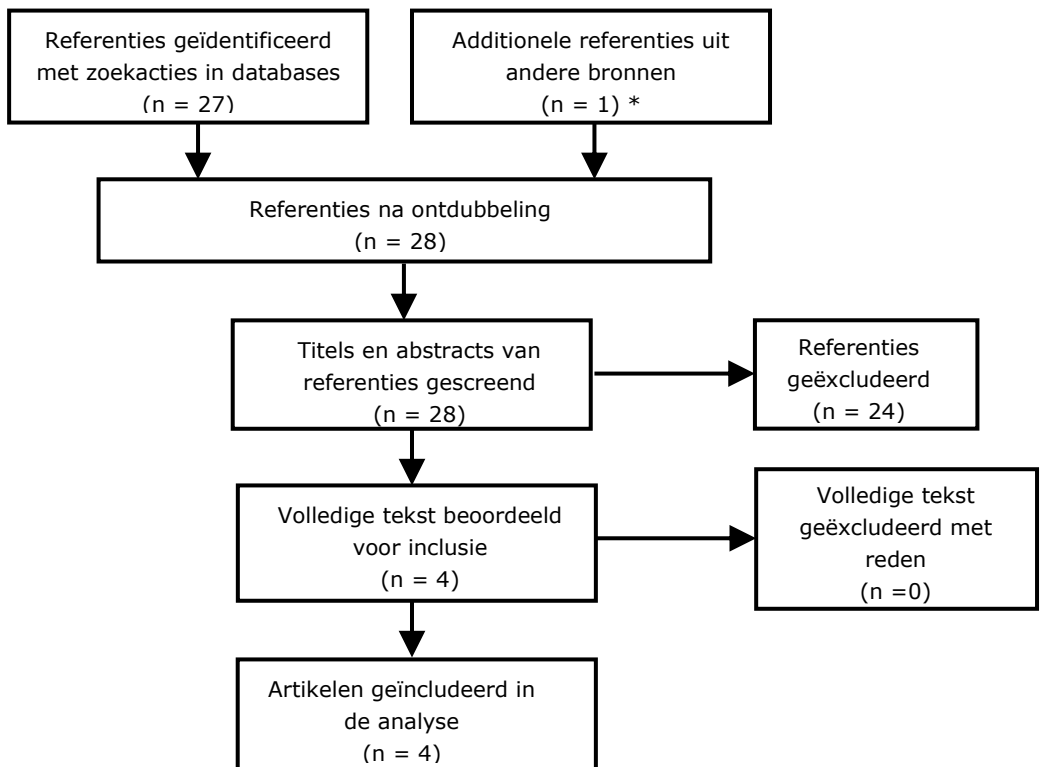 Referenties geïdentificeerd
met zoekacties in databases
(n = 27)
Additionele referenties uit
andere bronnen
(n = 1) *
Referenties na ontdubbeling
(n = 28)
Titels en abstracts van
referenties gescreend
(n = 28)
Referenties
geëxcludeerd
(n = 24)
Volledige tekst beoordeeld
voor inclusie
(n = 4)
Volledige tekst
geëxcludeerd met
reden
(n =0)
Artikelen geïncludeerd in
de analyse
(n = 4)